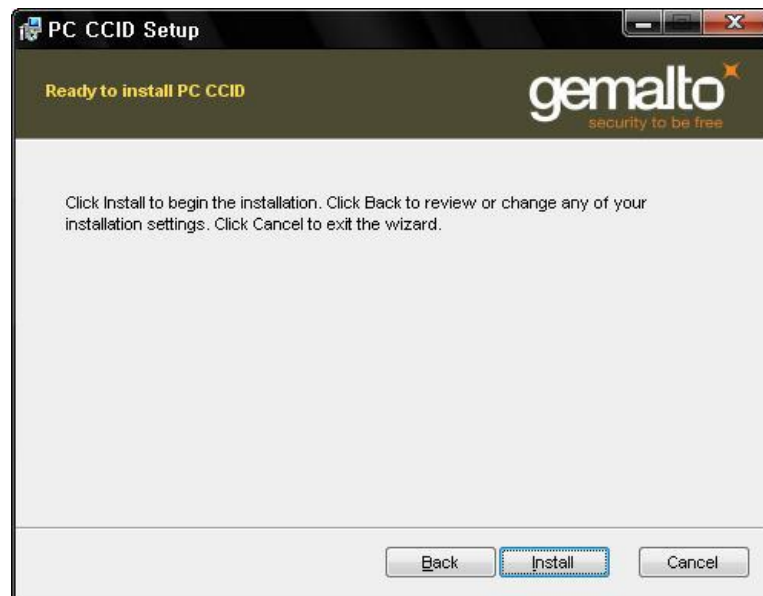 PC CCID Setup
Ready to install PC CCID
gemalto
security to be free
Click Install to begin the installation. Click Back to review or change any of your
installation settings. Click Cancel to exit the wizard.
Back
Install
Cancel